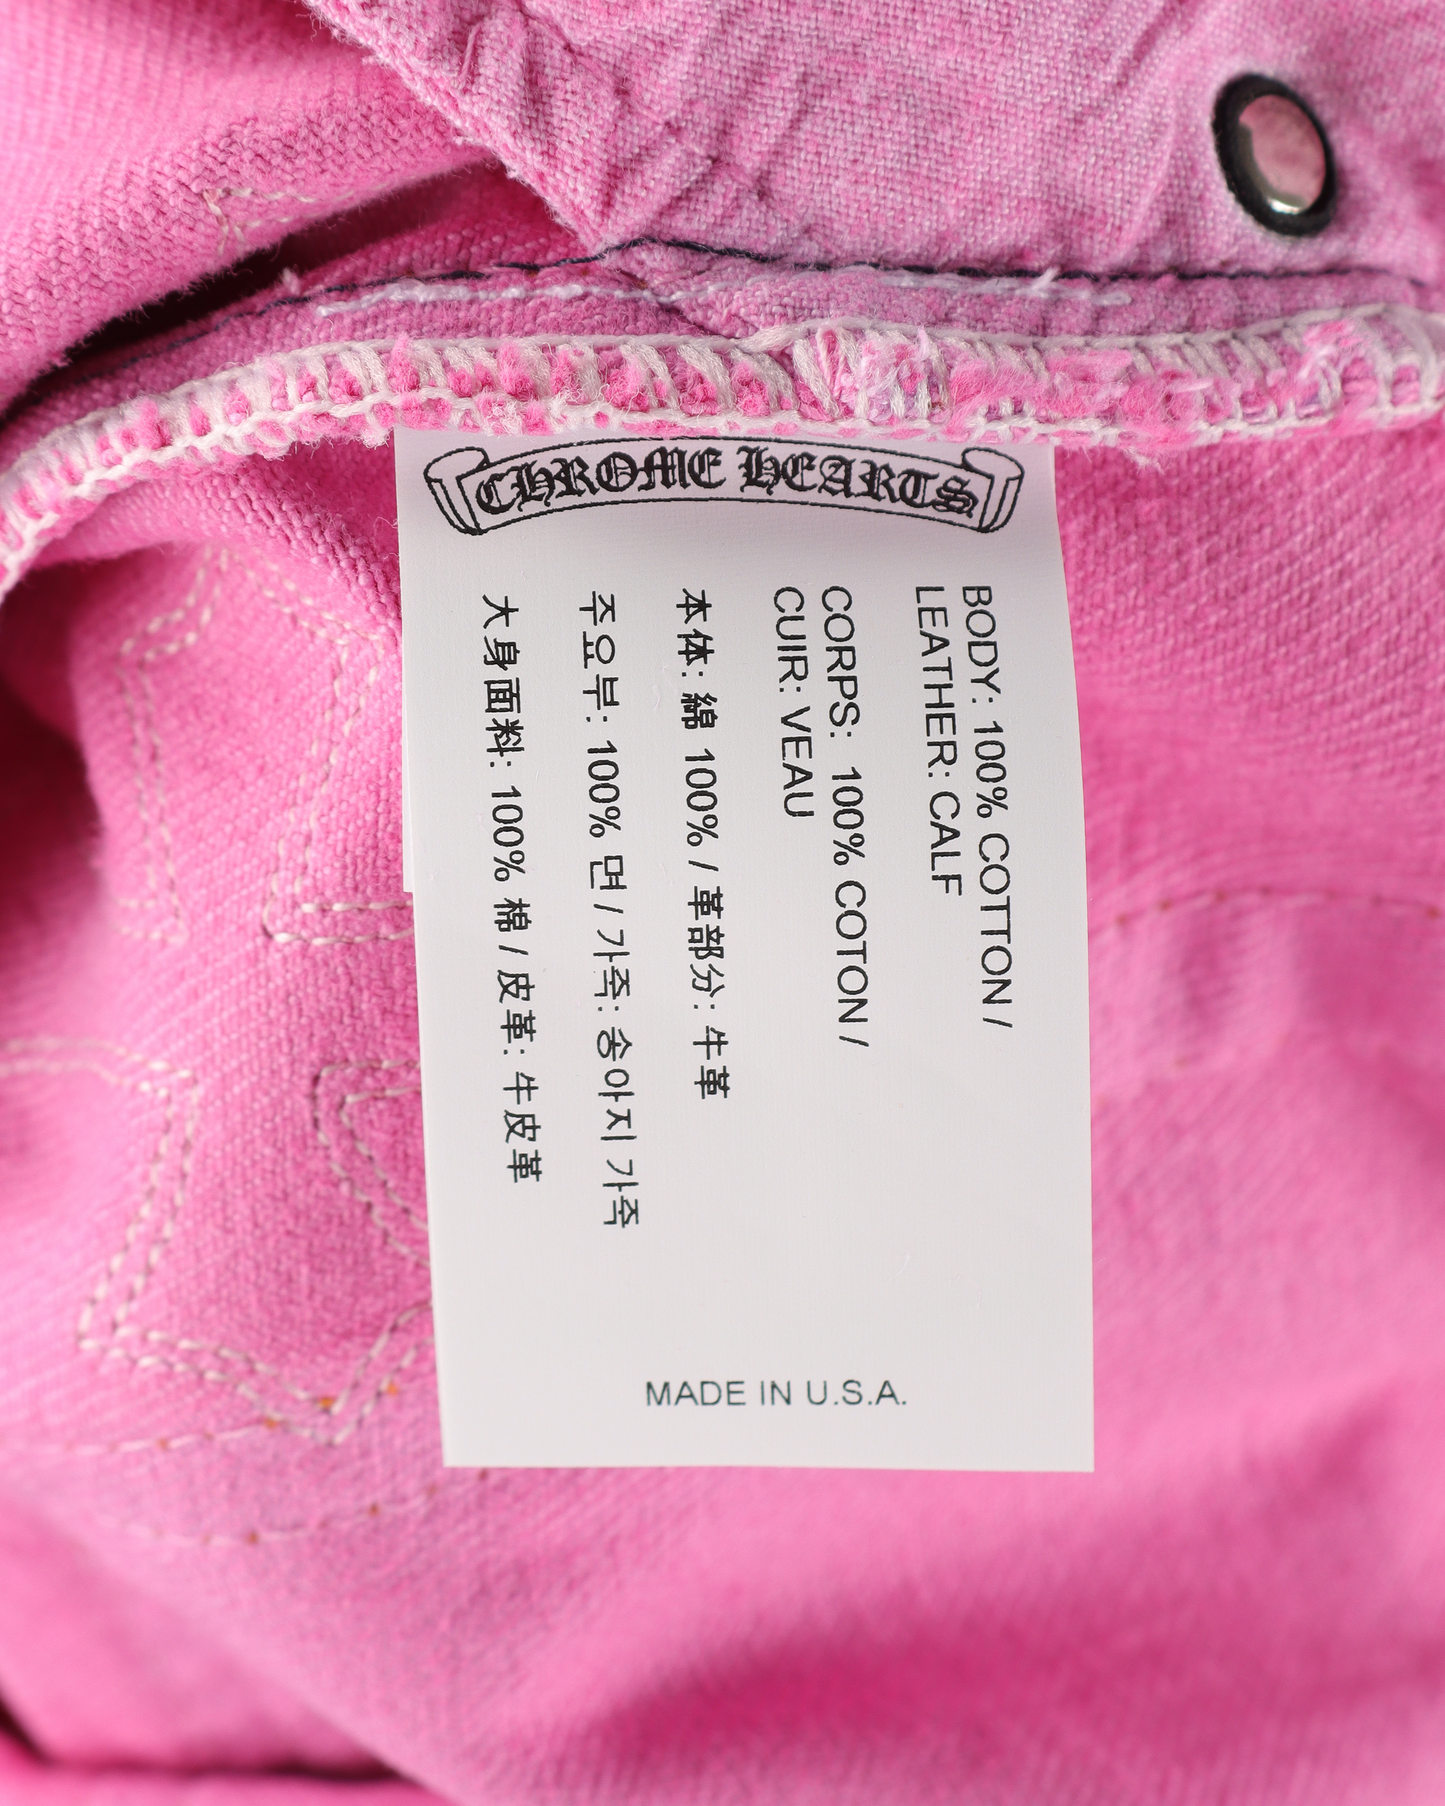 CHROME HEARTS
BODY: 100% COTTON /
LEATHER: CALF
CORPS: 100% COTON /
CUIR: VEAU
本体: 綿 100% / 革部分: 牛革
주요부: 100% 면 / 가죽: 송아지 가죽
大身面料: 100% 棉 / 皮革: 牛皮革
MADE IN U.S.A.